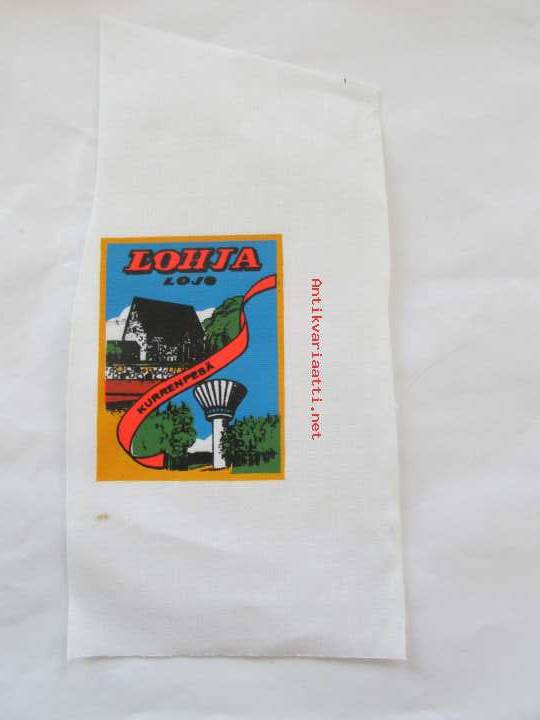 LOHJA
LOJO
KURRENPESÄ
Antikvariaatti.net